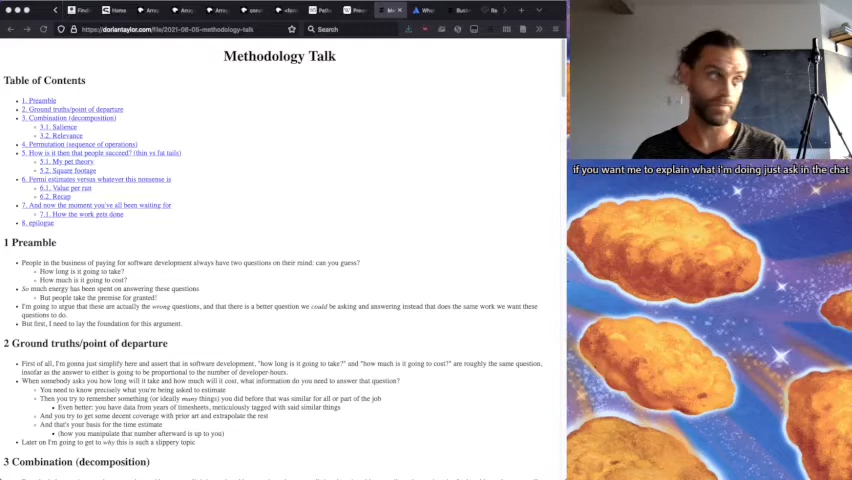 Findin
Home
Array
Array
Array
const
<form
Patho
Prese
Me
What
Busin
Re
https://doriantaylor.com/file/2021-06-05-methodology-talk
Search
if you want me to explain what i'm doing just ask in the chat
Methodology Talk
Table of Contents
1. Preamble
2. Ground truths/point of departure
3. Combination (decomposition)
3.1. Salience
3.2. Relevance
4. Permutation (sequence of operations)
5. How is it then that people succeed? (thin vs fat tails)
5.1. My pet theory
5.2. Square footage
6. Fermi estimates versus whatever this nonsense is
6.1. Value per run
6.2. Recap
7. And now the moment you've all been waiting for
7.1. How the work gets done
8. epilogue
1 Preamble
People in the business of paying for software development always have two questions on their mind: can you guess?
How long is it going to take?
How much is it going to cost?
So much energy has been spent on answering these questions
But people take the premise for granted!
I'm going to argue that these are actually the wrong questions, and that there is a better question we could be asking and answering instead that does the same work we want these
questions to do.
But first, I need to lay the foundation for this argument.
2 Ground truths/point of departure
First of all, I'm gonna just simplify here and assert that in software development, "how long is it going to take?" and "how much is it going to cost?" are roughly the same question,
insofar as the answer to either is going to be proportional to the number of developer-hours.
When somebody asks you how long will it take and how much will it cost, what information do you need to answer that question?
You need to know precisely what you're being asked to estimate
Then you try to remember something (or ideally many things) you did before that was similar for all or part of the job
Even better: you have data from years of timesheets, meticulously tagged with said similar things
And you try to get some decent coverage with prior art and extrapolate the rest
And that's your basis for the time estimate
(how you manipulate that number afterward is up to you)
Later on I'm going to get to why this is such a slippery topic
3 Combination (decomposition)